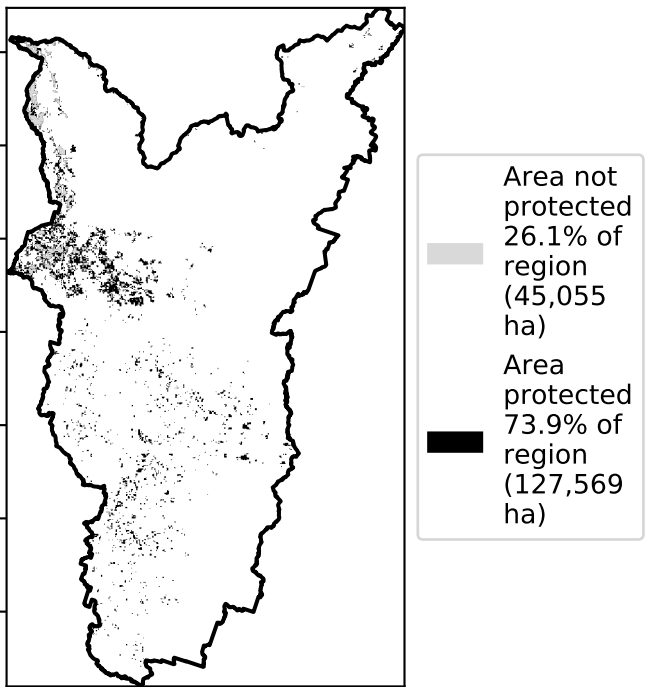 Area not
protected
26.1% of
region
(45,055
ha)
Area
protected
73.9% of
region
(127,569
ha)